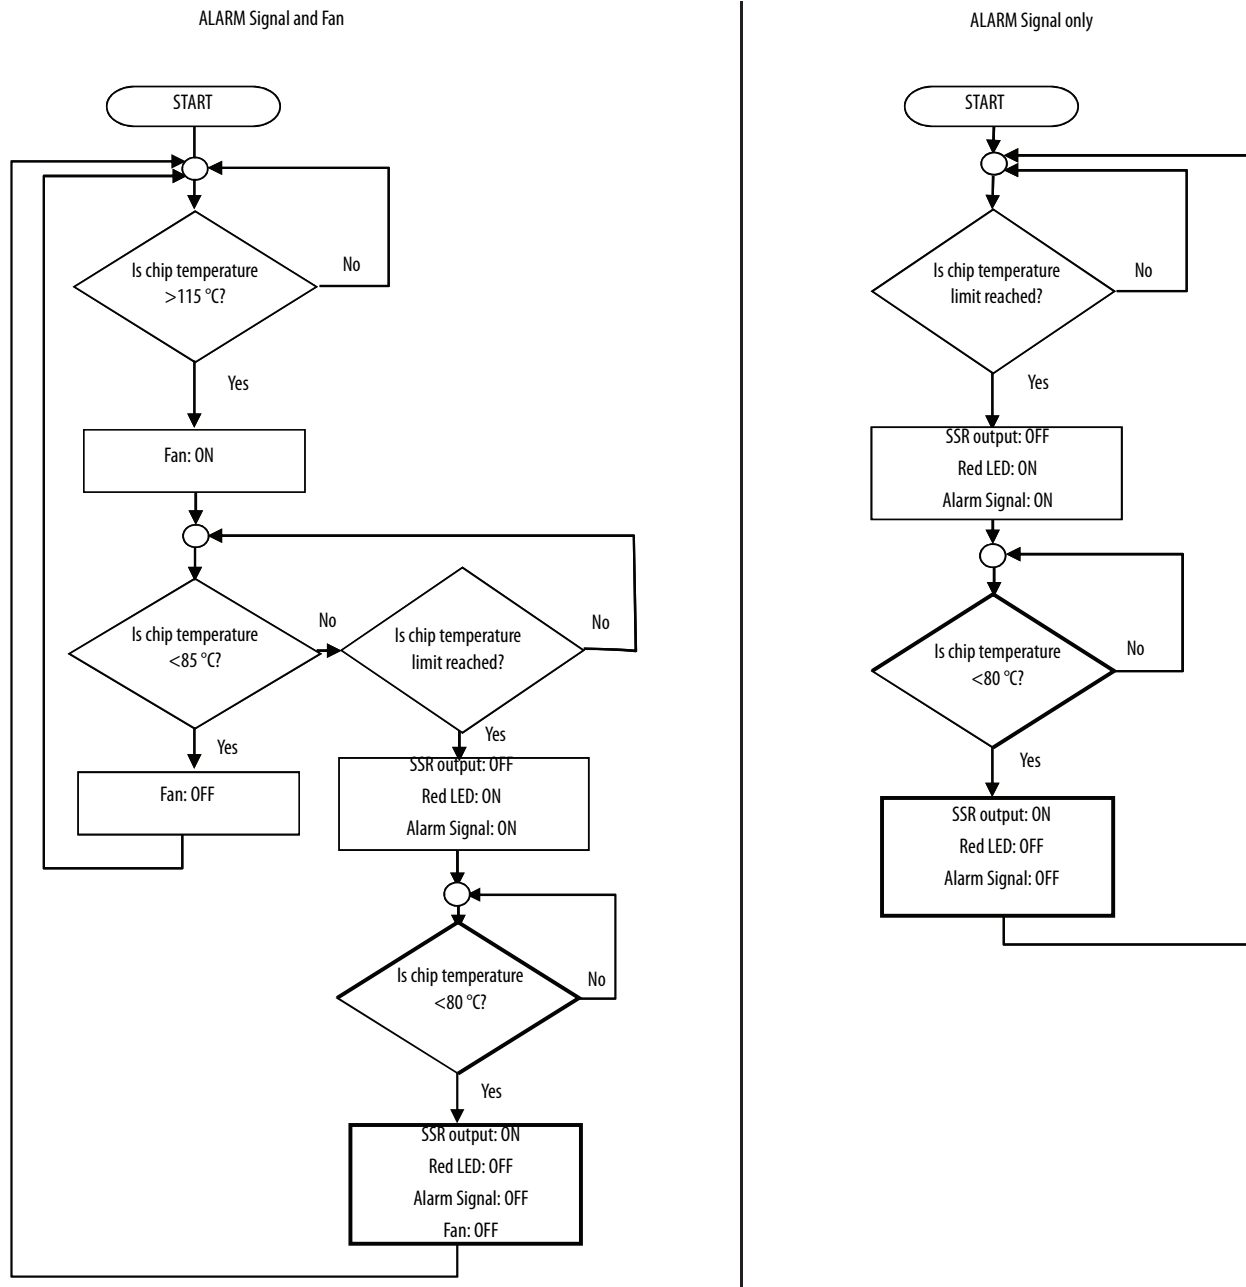 ALARM Signal and Fan
START
Is chip temperature
>115 °C?
No
Yes
Fan: ON
Is chip temperature
<85 °C?
No
Is chip temperature
limit reached?
No
Yes
Fan: OFF
Yes
SSR output: OFF
Red LED: ON
Alarm Signal: ON
Is chip temperature
<80 °C?
No
Yes
SSR output: ON
Red LED: OFF
Alarm Signal: OFF
Fan: OFF
ALARM Signal only
START
Is chip temperature
limit reached?
No
Yes
SSR output: OFF
Red LED: ON
Alarm Signal: ON
Is chip temperature
<80 °C?
No
Yes
SSR output: ON
Red LED: OFF
Alarm Signal: OFF